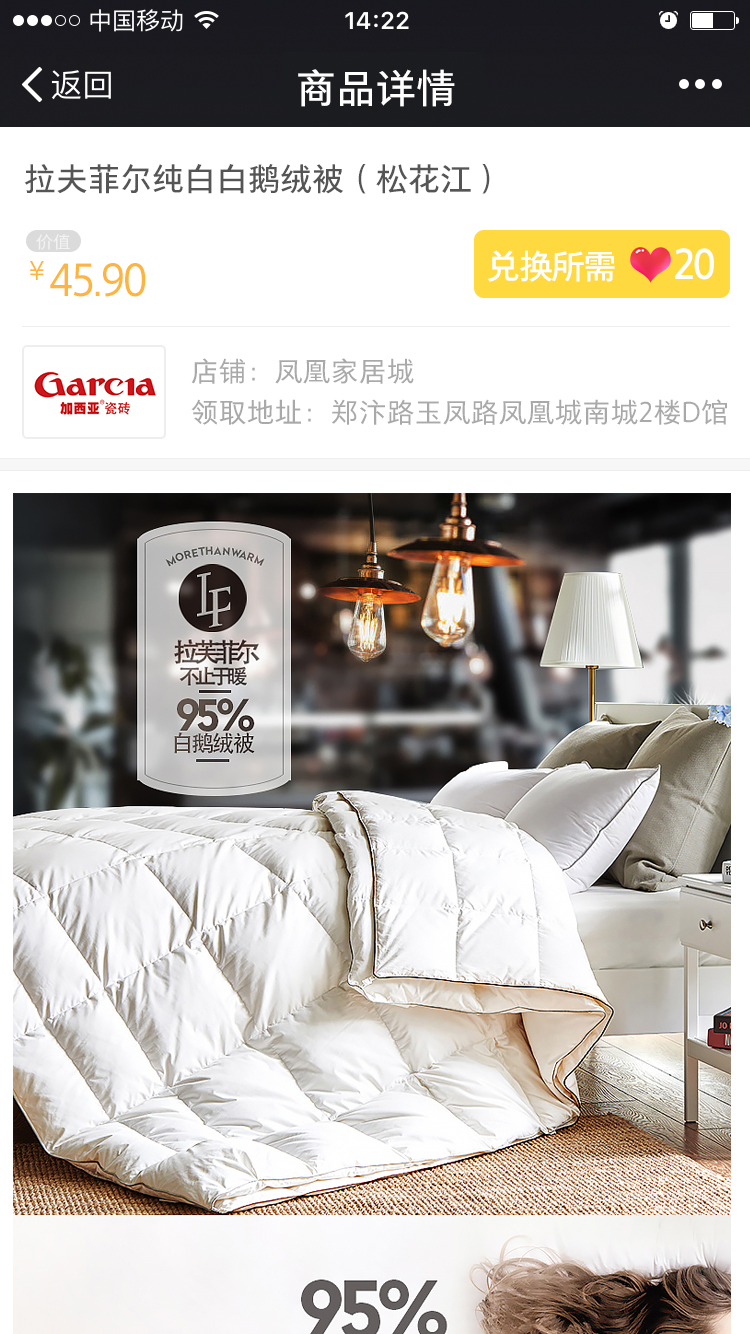 中国移动 14:22
返回 商品详情
拉夫菲尔纯白白鹅绒被（松花江）
价值
¥45.90
兑换所需 20
Garcia
加西亚®瓷砖
店铺：凤凰家居城
领取地址：郑汴路玉凤路凤凰城南城2楼D馆
MORETHANWARM
LF
拉芙菲尔
不止于暖
95%
白鹅绒被
JO
95%